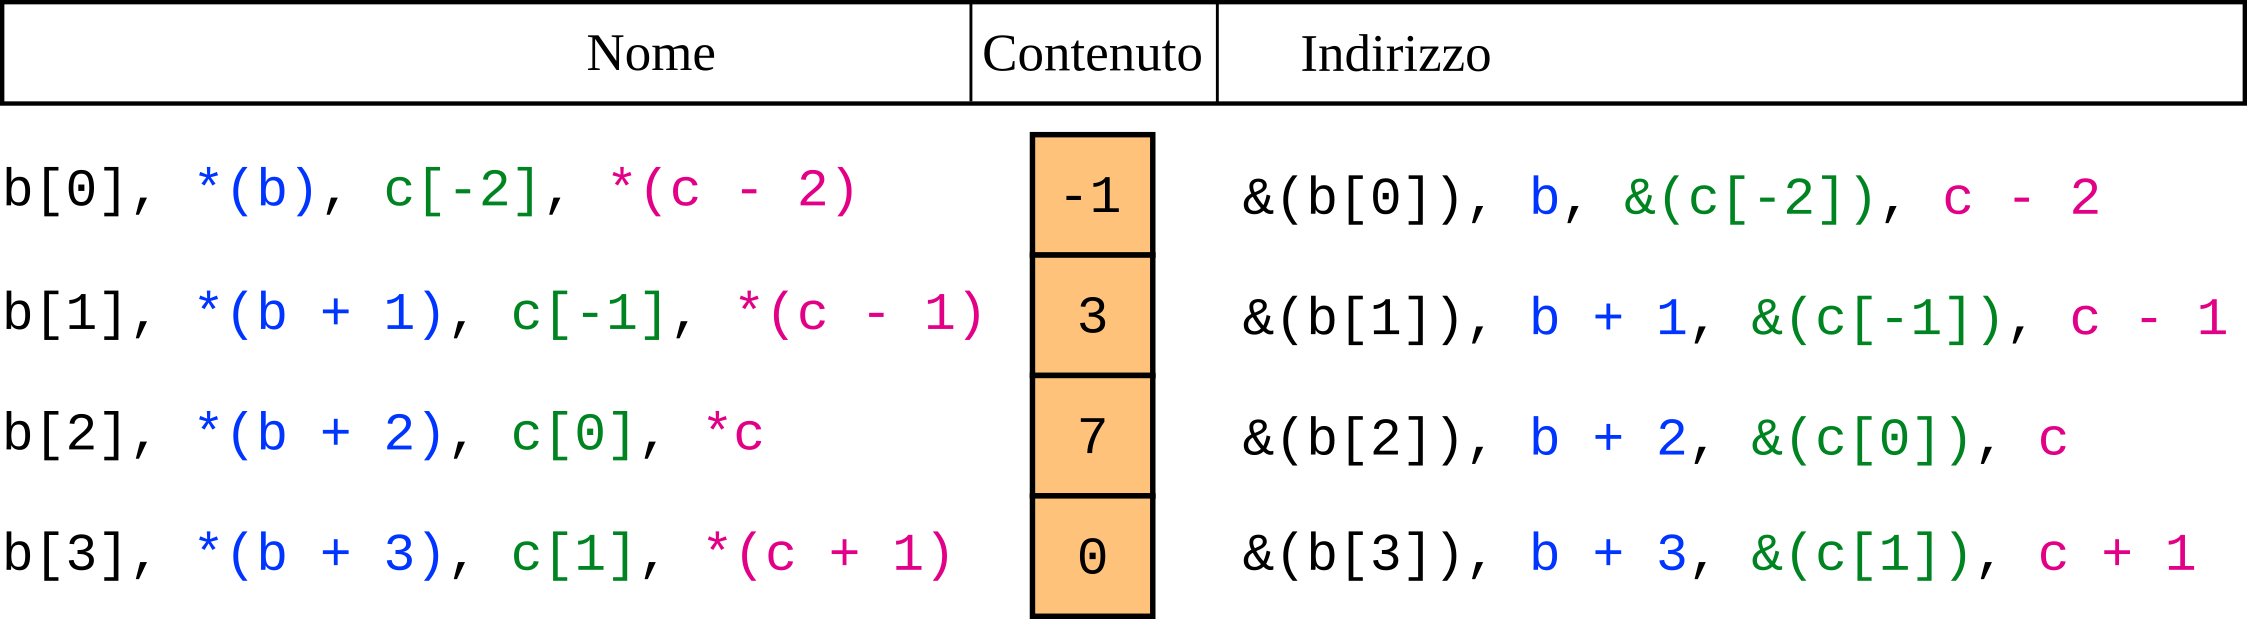 Nome Contenuto Indirizzo
b[0], *(b), c[-2], *(c - 2) -1 &(b[0]), b, &(c[-2]), c - 2
b[1], *(b + 1), c[-1], *(c - 1) 3 &(b[1]), b + 1, &(c[-1]), c - 1
b[2], *(b + 2), c[0], *c 7 &(b[2]), b + 2, &(c[0]), c
b[3], *(b + 3), c[1], *(c + 1) 0 &(b[3]), b + 3, &(c[1]), c + 1